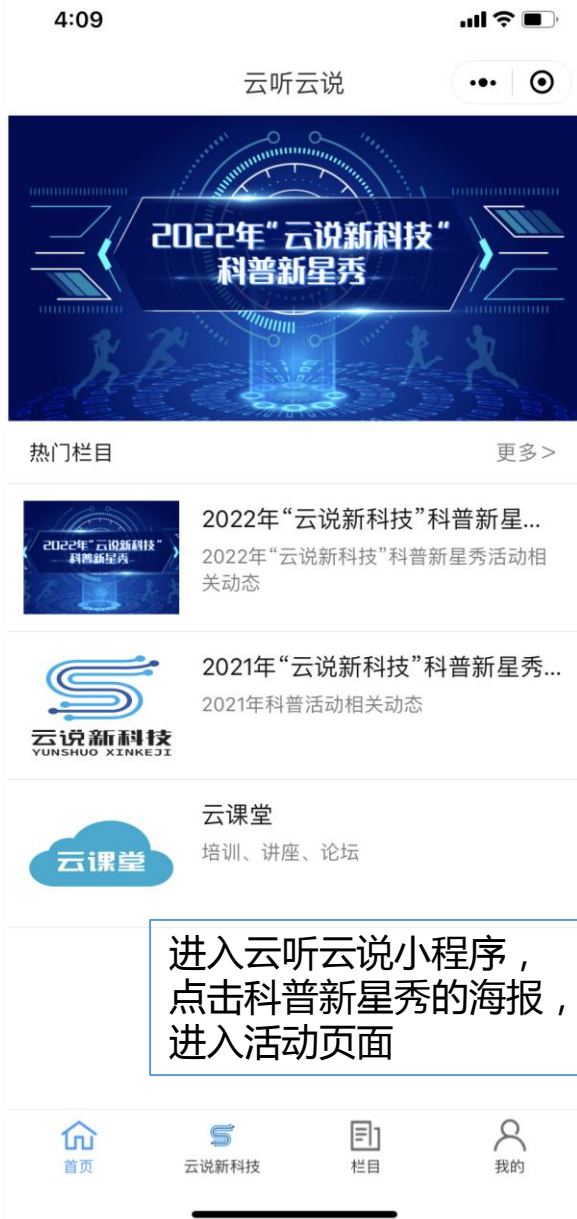 4:09
云听云说
2022年“云说新科技”
科普新星秀
热门栏目
更多>
2022年“云说新科技”
科普新星秀
2022年“云说新科技”科普新星...
2022年“云说新科技”科普新星秀活动相
关动态
云说新科技
YUNSHUO XINKEJI
2021年“云说新科技”科普新星秀...
2021年科普活动相关动态
云课堂
云课堂
培训、讲座、论坛
进入云听云说小程序，
点击科普新星秀的海报，
进入活动页面
首页
云说新科技
栏目
我的